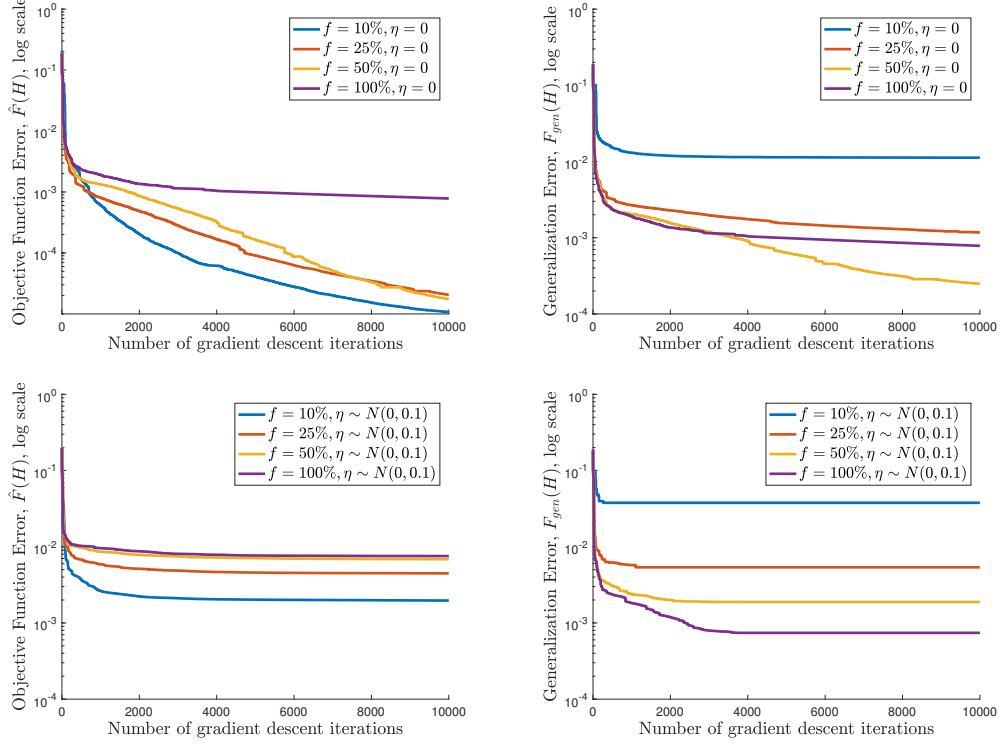 Objective Function Error, F̂(H), log scale
10^0
10^-1
10^-2
10^-3
10^-4
f = 10%, η = 0
f = 25%, η = 0
f = 50%, η = 0
f = 100%, η = 0
0 2000 4000 6000 8000 10000
Number of gradient descent iterations
Generalization Error, F_gen(H), log scale
10^0
10^-1
10^-2
10^-3
10^-4
f = 10%, η = 0
f = 25%, η = 0
f = 50%, η = 0
f = 100%, η = 0
0 2000 4000 6000 8000 10000
Number of gradient descent iterations
Objective Function Error, F̂(H), log scale
10^0
10^-1
10^-2
10^-3
10^-4
f = 10%, η ∼ N(0, 0.1)
f = 25%, η ∼ N(0, 0.1)
f = 50%, η ∼ N(0, 0.1)
f = 100%, η ∼ N(0, 0.1)
0 2000 4000 6000 8000 10000
Number of gradient descent iterations
Generalization Error, F_gen(H), log scale
10^0
10^-1
10^-2
10^-3
10^-4
f = 10%, η ∼ N(0, 0.1)
f = 25%, η ∼ N(0, 0.1)
f = 50%, η ∼ N(0, 0.1)
f = 100%, η ∼ N(0, 0.1)
0 2000 4000 6000 8000 10000
Number of gradient descent iterations